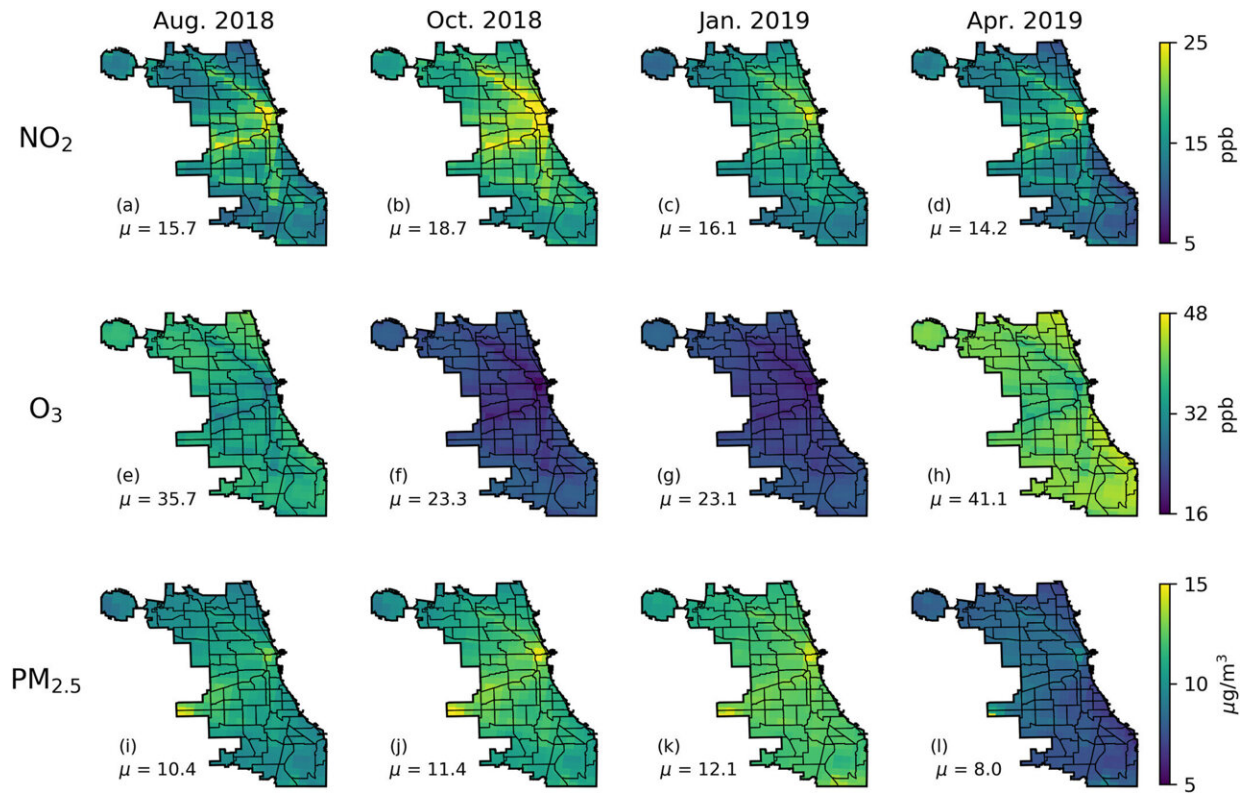 Aug. 2018 Oct. 2018 Jan. 2019 Apr. 2019
NO₂
(a) (b) (c) (d)
μ = 15.7 μ = 18.7 μ = 16.1 μ = 14.2
25
15
5
ppb
O₃
(e) (f) (g) (h)
μ = 35.7 μ = 23.3 μ = 23.1 μ = 41.1
48
32
16
ppb
PM₂.₅
(i) (j) (k) (l)
μ = 10.4 μ = 11.4 μ = 12.1 μ = 8.0
15
10
5
μg/m³